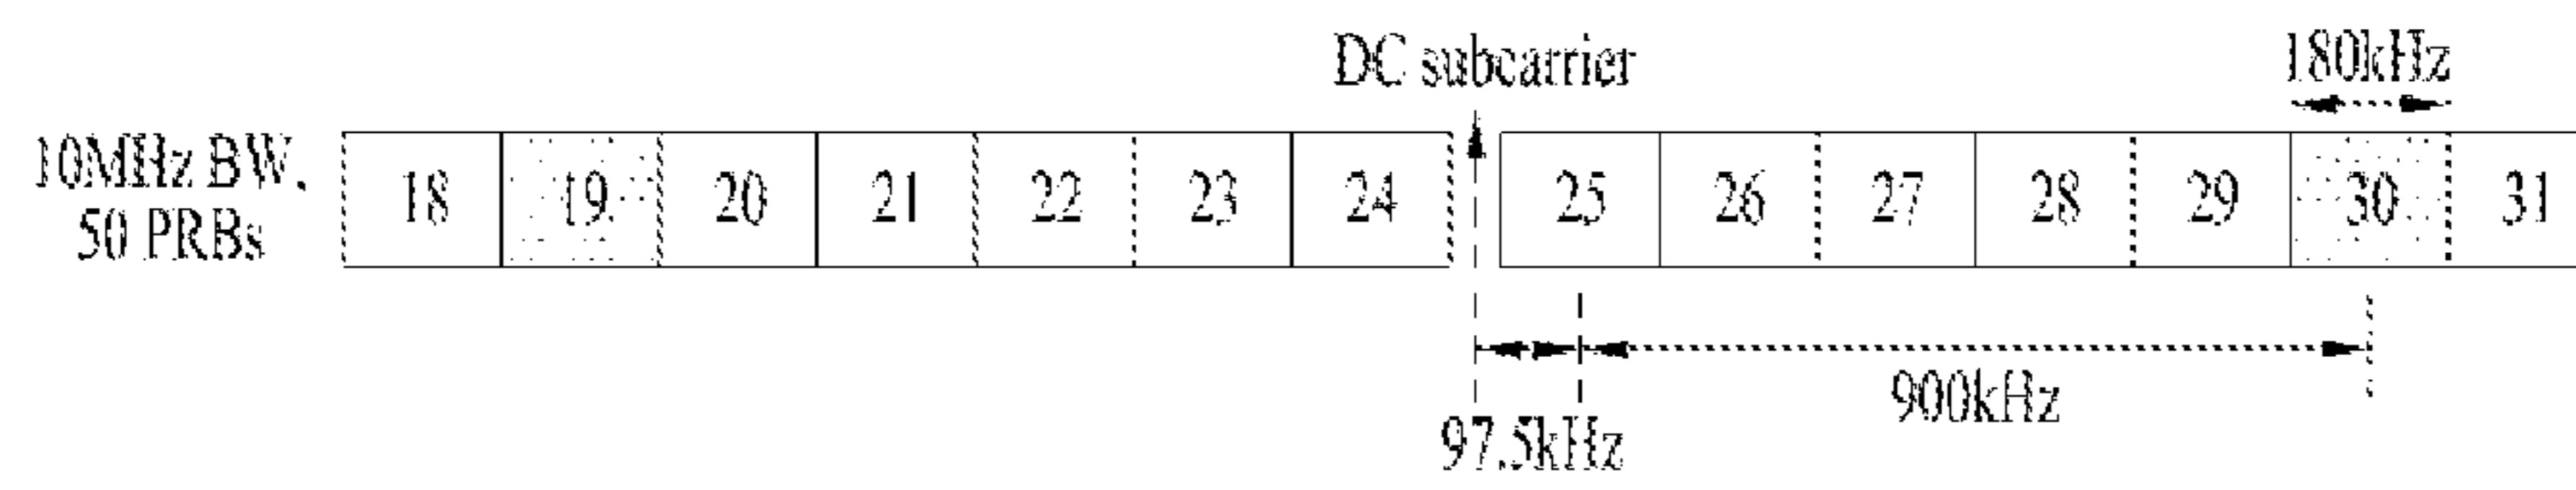 DC subcarrier
180kHz
10MHz BW,
50 PRBs
18 19 20 21 22 23 24 25 26 27 28 29 30 31
900kHz
97.5kHz